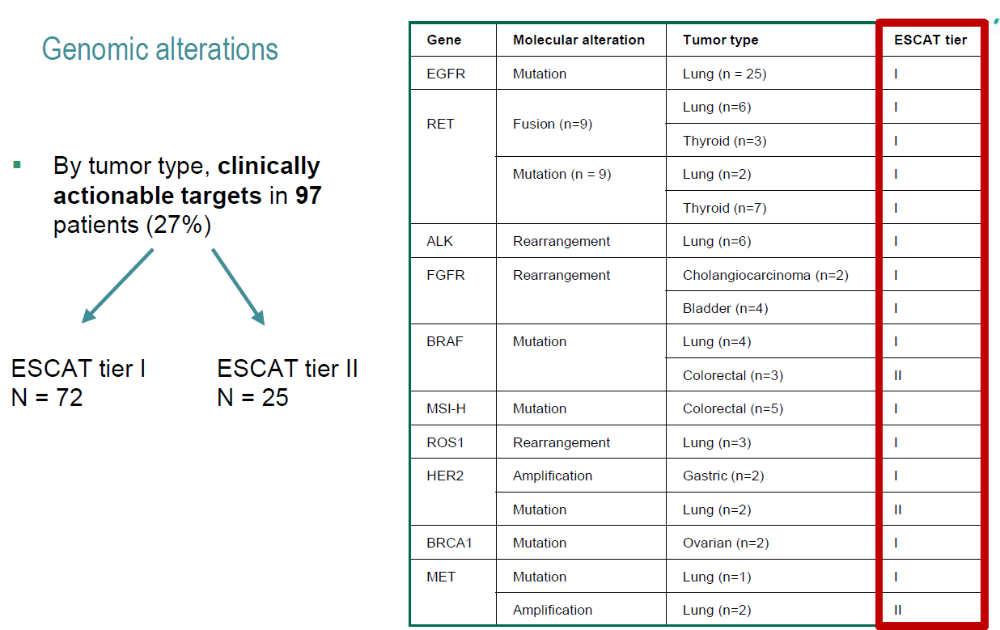 Genomic alterations
▪ By tumor type, clinically
actionable targets in 97
patients (27%)
ESCAT tier I
N = 72
ESCAT tier II
N = 25
Gene Molecular alteration Tumor type ESCAT tier
EGFR Mutation Lung (n = 25) I
RET Fusion (n=9) Lung (n=6) I
Thyroid (n=3) I
Mutation (n = 9) Lung (n=2) I
Thyroid (n=7) I
ALK Rearrangement Lung (n=6) I
FGFR Rearrangement Cholangiocarcinoma (n=2) I
Bladder (n=4) I
BRAF Mutation Lung (n=4) I
Colorectal (n=3) II
MSI-H Mutation Colorectal (n=5) I
ROS1 Rearrangement Lung (n=3) I
HER2 Amplification Gastric (n=2) I
Mutation Lung (n=2) II
BRCA1 Mutation Ovarian (n=2) I
MET Mutation Lung (n=1) I
Amplification Lung (n=2) II